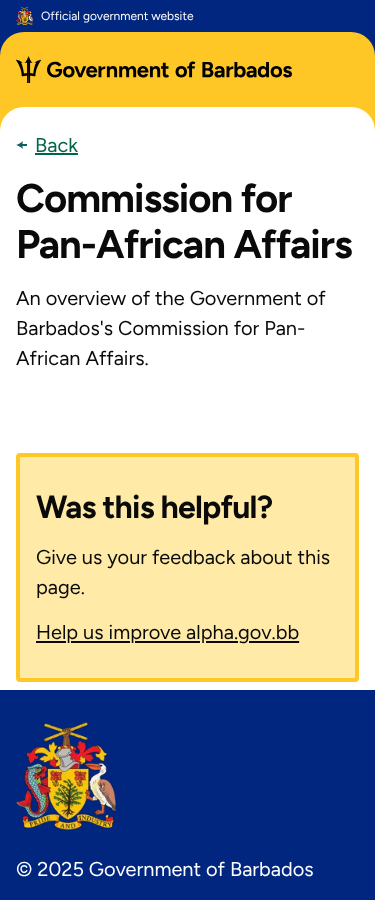 Official government website
Government of Barbados
Back
Commission for
Pan-African Affairs
An overview of the Government of
Barbados's Commission for Pan-
African Affairs.
Was this helpful?
Give us your feedback about this
page.
Help us improve alpha.gov.bb
PRIDE AND INDUSTRY
© 2025 Government of Barbados